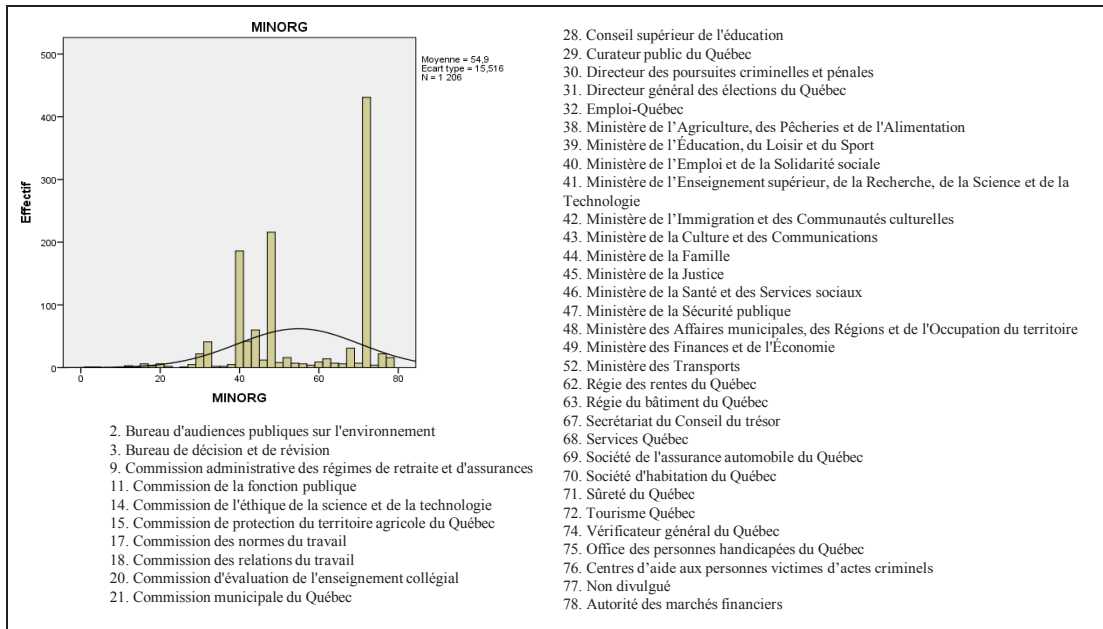 MINORG
Moyenne = 54,9
Ecart type = 15,516
N = 1 206
500
400
300
200
100
0
Effectif
0
20
40
60
80
MINORG
2. Bureau d'audiences publiques sur l'environnement
3. Bureau de décision et de révision
9. Commission administrative des régimes de retraite et d'assurances
11. Commission de la fonction publique
14. Commission de l'éthique de la science et de la technologie
15. Commission de protection du territoire agricole du Québec
17. Commission des normes du travail
18. Commission des relations du travail
20. Commission d'évaluation de l'enseignement collégial
21. Commission municipale du Québec
28. Conseil supérieur de l'éducation
29. Curateur public du Québec
30. Directeur des poursuites criminelles et pénales
31. Directeur général des élections du Québec
32. Emploi-Québec
38. Ministère de l’Agriculture, des Pêcheries et de l'Alimentation
39. Ministère de l’Éducation, du Loisir et du Sport
40. Ministère de l’Emploi et de la Solidarité sociale
41. Ministère de l’Enseignement supérieur, de la Recherche, de la Science et de la
Technologie
42. Ministère de l’Immigration et des Communautés culturelles
43. Ministère de la Culture et des Communications
44. Ministère de la Famille
45. Ministère de la Justice
46. Ministère de la Santé et des Services sociaux
47. Ministère de la Sécurité publique
48. Ministère des Affaires municipales, des Régions et de l'Occupation du territoire
49. Ministère des Finances et de l'Économie
52. Ministère des Transports
62. Régie des rentes du Québec
63. Régie du bâtiment du Québec
67. Secrétariat du Conseil du trésor
68. Services Québec
69. Société de l'assurance automobile du Québec
70. Société d'habitation du Québec
71. Sûreté du Québec
72. Tourisme Québec
74. Vérificateur général du Québec
75. Office des personnes handicapées du Québec
76. Centres d’aide aux personnes victimes d’actes criminels
77. Non divulgué
78. Autorité des marchés financiers